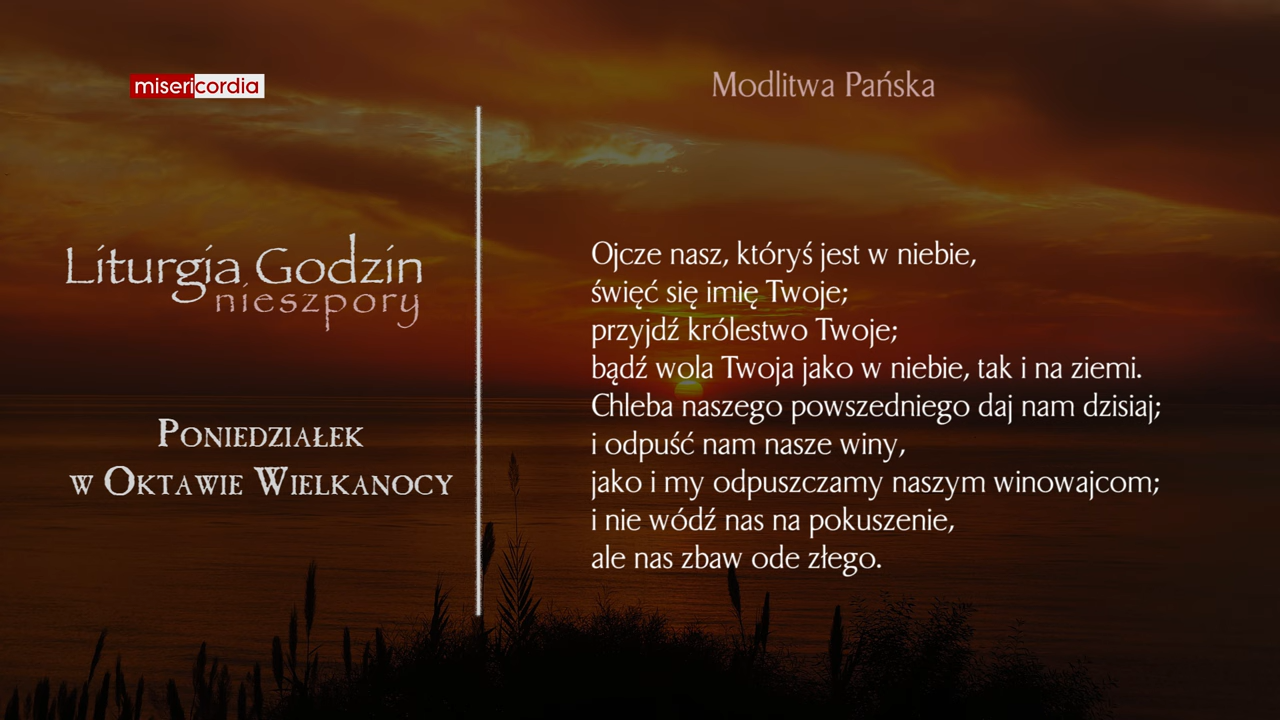 misericordia
Liturgia Godzin
nieszpory
Poniedziałek
w Oktawie Wielkanocy
Modlitwa Pańska
Ojcze nasz, któryś jest w niebie,
święć się imię Twoje;
przyjdź królestwo Twoje;
bądź wola Twoja jako w niebie, tak i na ziemi.
Chleba naszego powszedniego daj nam dzisiaj;
i odpuść nam nasze winy,
jako i my odpuszczamy naszym winowajcom;
i nie wódź nas na pokuszenie,
ale nas zbaw ode złego.